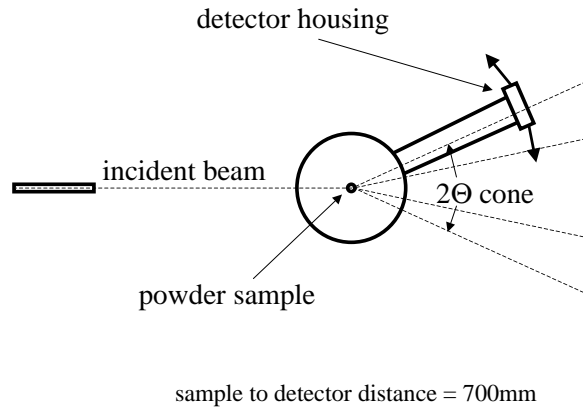 detector housing
incident beam
2Θ cone
powder sample
sample to detector distance = 700mm